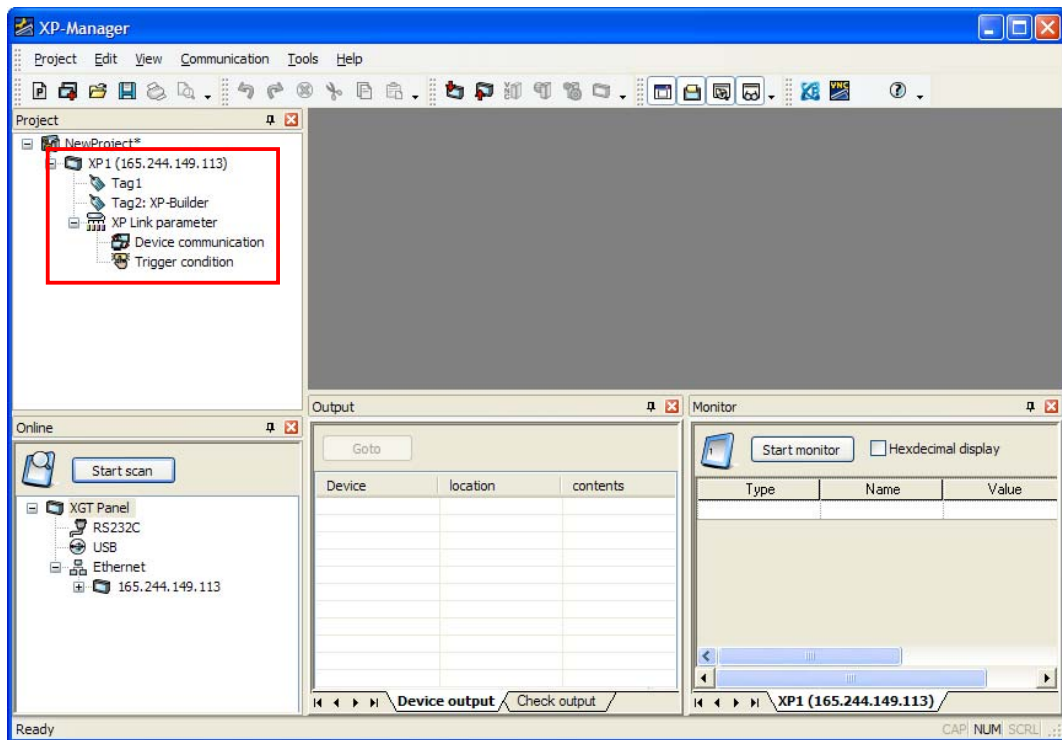 XP-Manager
Project Edit View Communication Tools Help
Project
NewProject*
XP1 (165.244.149.113)
Tag1
Tag2: XP-Builder
XP Link parameter
Device communication
Trigger condition
Online
Start scan
XGT Panel
RS232C
USB
Ethernet
165.244.149.113
Output
Goto
Device location contents
Device output Check output
Monitor
Start monitor Hexdecimal display
Type Name Value
XP1 (165.244.149.113)
Ready
CAP NUM SCRL